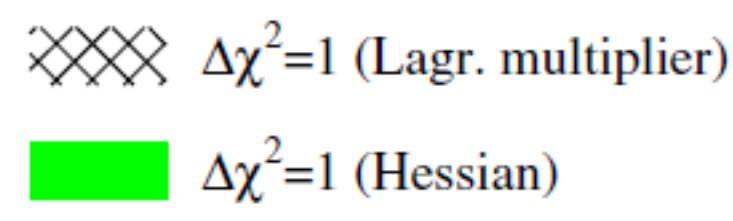 Δχ²=1 (Lagr. multiplier)
Δχ²=1 (Hessian)